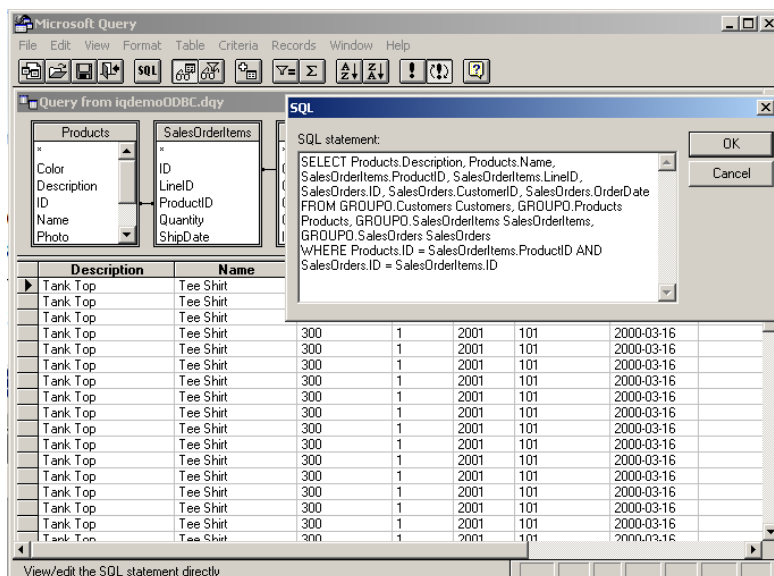 Microsoft Query
File Edit View Format Table Criteria Records Window Help
SQL
Query from iqdemoODBC.dqy
Products
*
Color
Description
ID
Name
Photo
SalesOrderItems
*
ID
LineID
ProductID
Quantity
ShipDate
SQL
SQL statement:
SELECT Products.Description, Products.Name,
SalesOrderItems.ProductID, SalesOrderItems.LineID,
SalesOrders.ID, SalesOrders.CustomerID, SalesOrders.OrderDate
FROM GROUPO.Customers Customers, GROUPO.Products
Products, GROUPO.SalesOrderItems SalesOrderItems,
GROUPO.SalesOrders SalesOrders
WHERE Products.ID = SalesOrderItems.ProductID AND
SalesOrders.ID = SalesOrderItems.ID
OK
Cancel
Description Name
Tank Top Tee Shirt
Tank Top Tee Shirt
Tank Top Tee Shirt
Tank Top Tee Shirt 300 1 2001 101 2000-03-16
Tank Top Tee Shirt 300 1 2001 101 2000-03-16
Tank Top Tee Shirt 300 1 2001 101 2000-03-16
Tank Top Tee Shirt 300 1 2001 101 2000-03-16
Tank Top Tee Shirt 300 1 2001 101 2000-03-16
Tank Top Tee Shirt 300 1 2001 101 2000-03-16
Tank Top Tee Shirt 300 1 2001 101 2000-03-16
Tank Top Tee Shirt 300 1 2001 101 2000-03-16
Tank Top Tee Shirt 300 1 2001 101 2000-03-16
Tank Top Tee Shirt 300 1 2001 101 2000-03-16
Tank Top Tee Shirt 300 1 2001 101 2000-03-16
Tank Top Tee Shirt 300 1 2001 101 2000-03-16
Tank Top Tee Shirt 300 1 2001 101 2000-03-16
Tank Top Tee Shirt 300 1 2001 101 2000-03-16
View/edit the SQL statement directly